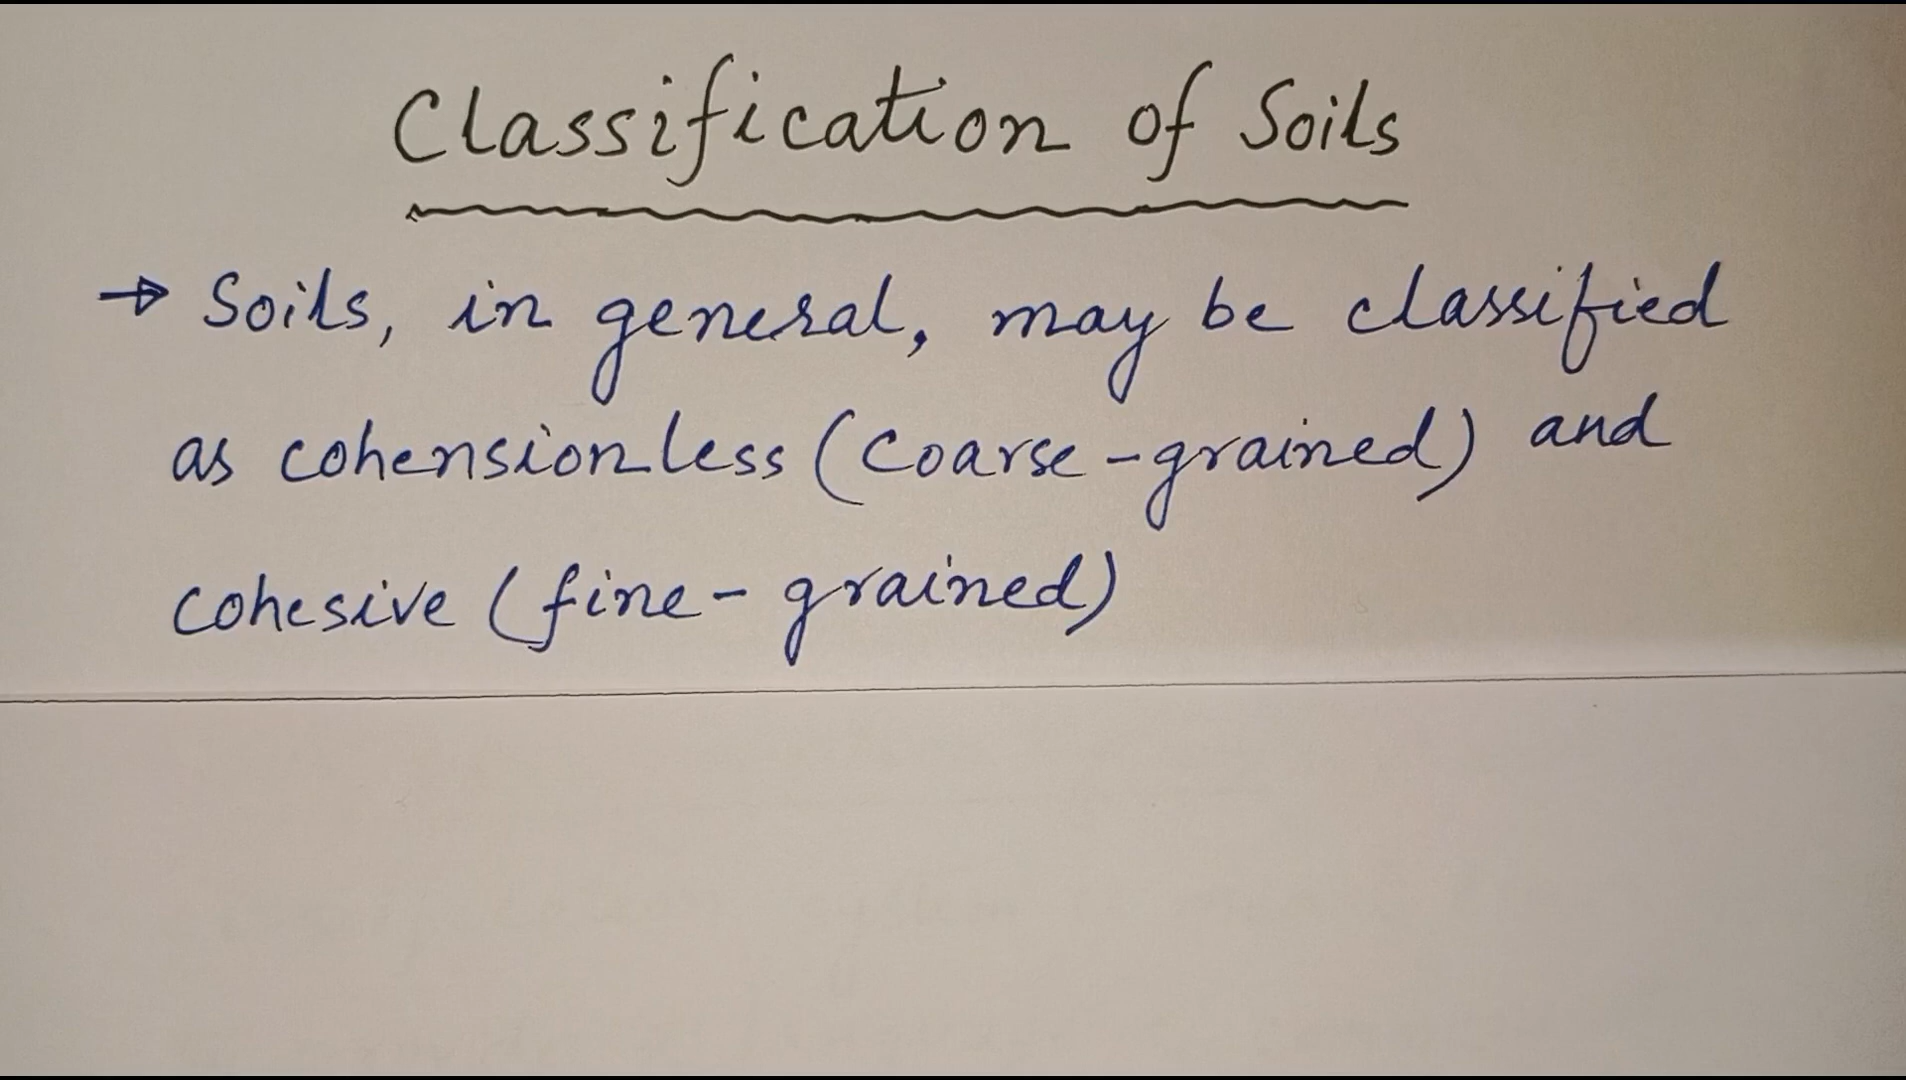 Classification of Soils
→ Soils, in general, may be classified
as cohensionless (coarse-grained) and
cohesive (fine-grained)